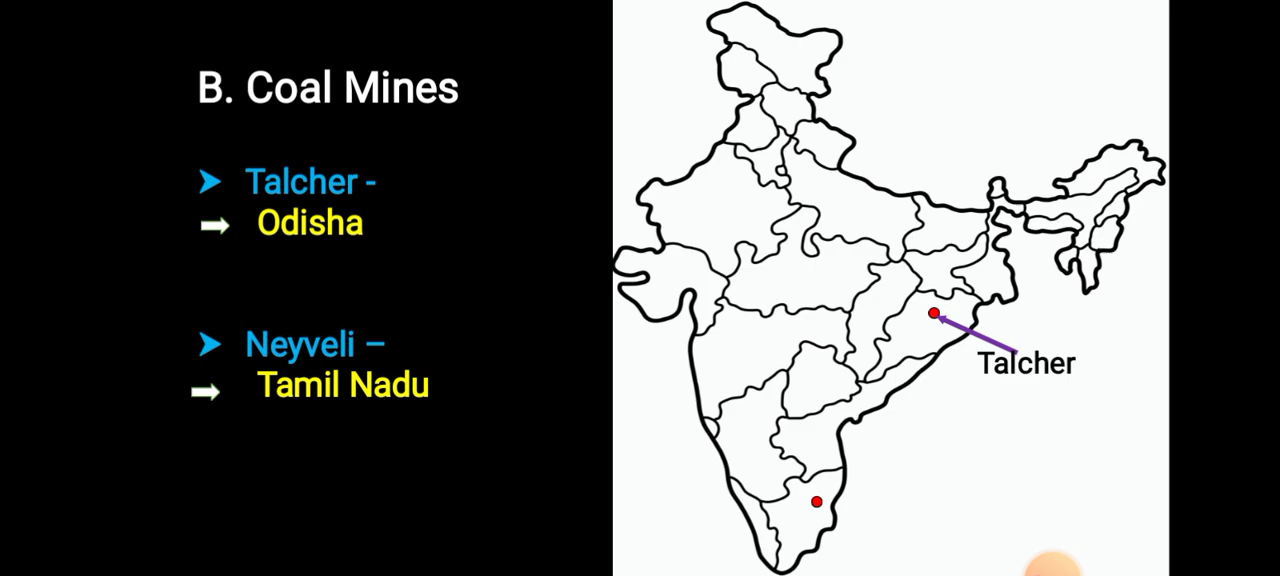 B. Coal Mines
➤ Talcher -
Odisha
➤ Neyveli –
Tamil Nadu
Talcher